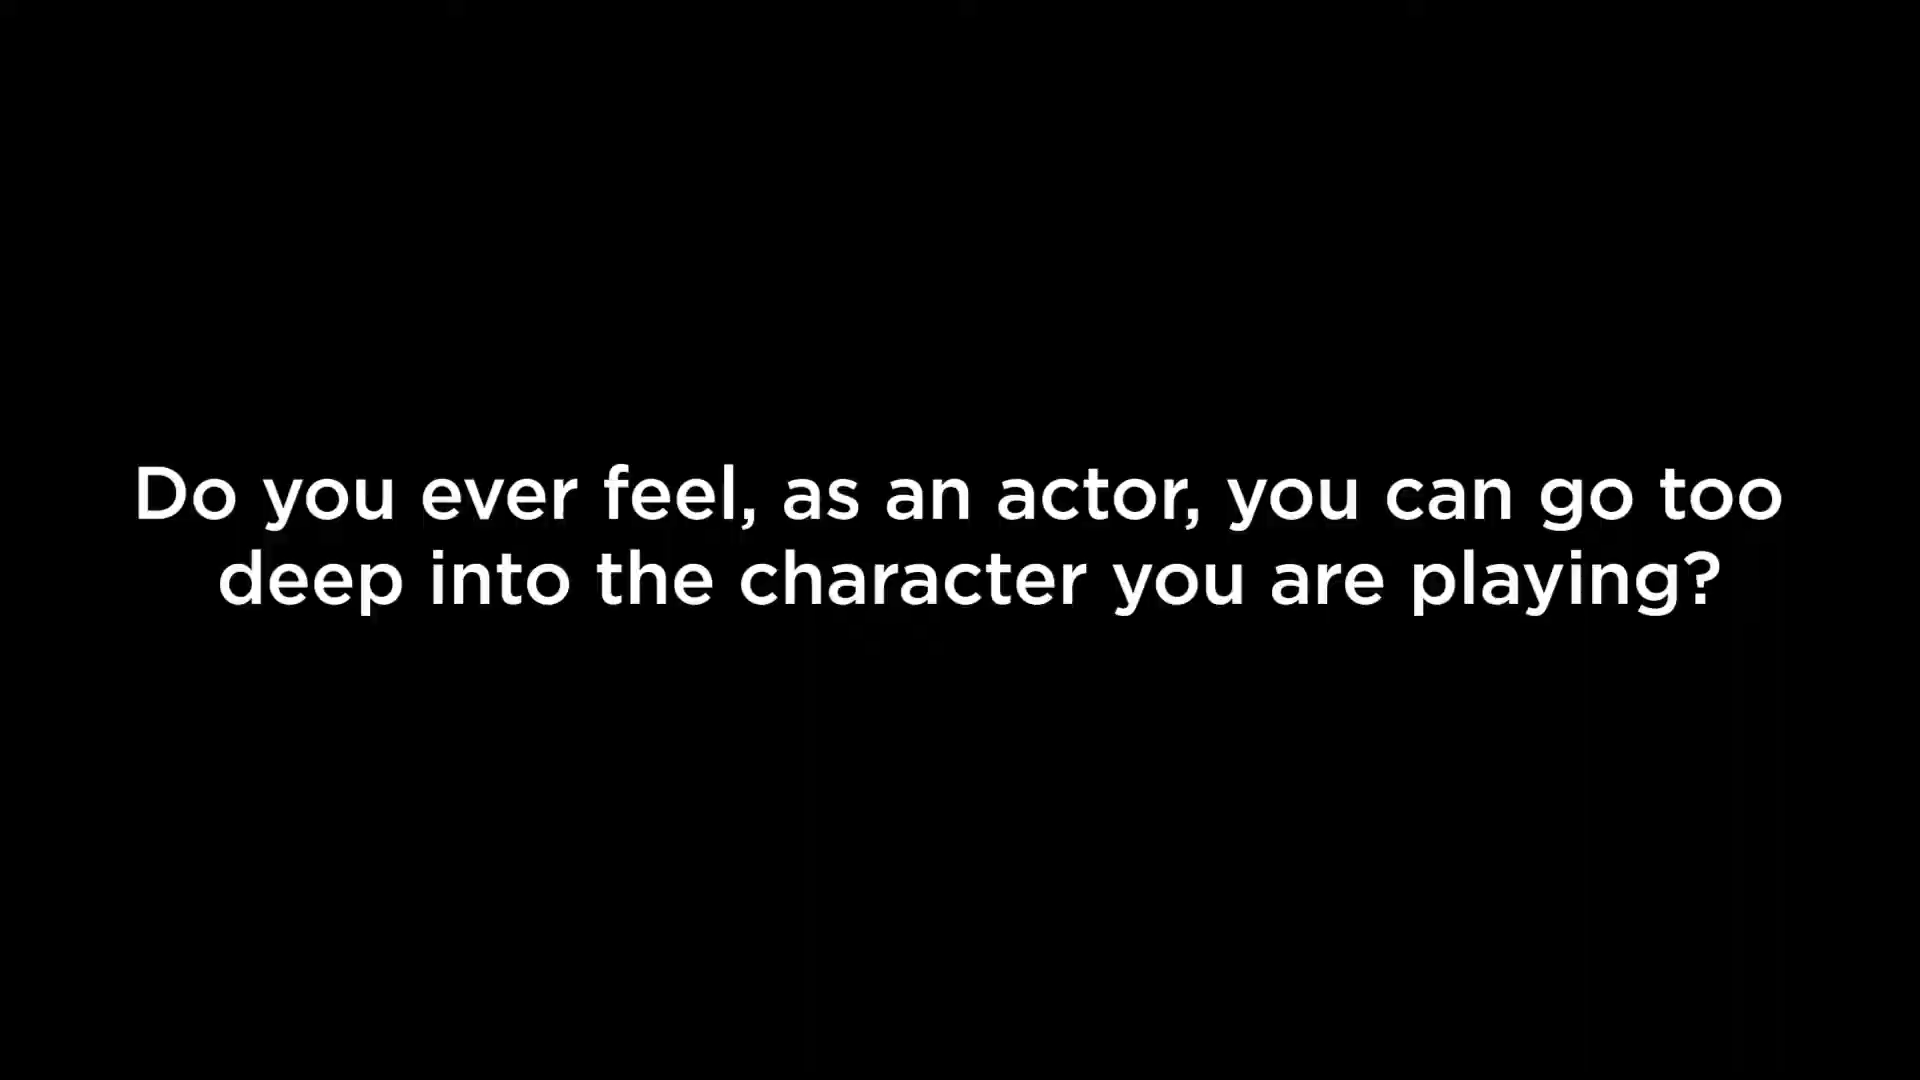 Do you ever feel, as an actor, you can go too
deep into the character you are playing?